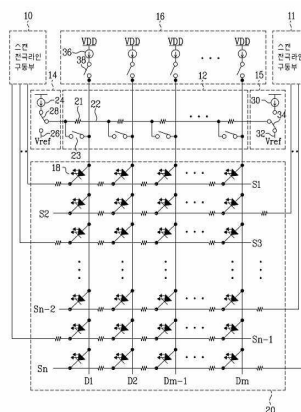 10
16
11
스캔
전극라인
구동부
VDD VDD VDD VDD
스캔
전극라인
구동부
36
38
14
12
15
24
28
26
Vref
21
22
23
30
34
32
Vref
18
S1
S2
S3
Sn-2
Sn-1
Sn
D1 D2 Dm-1 Dm
20